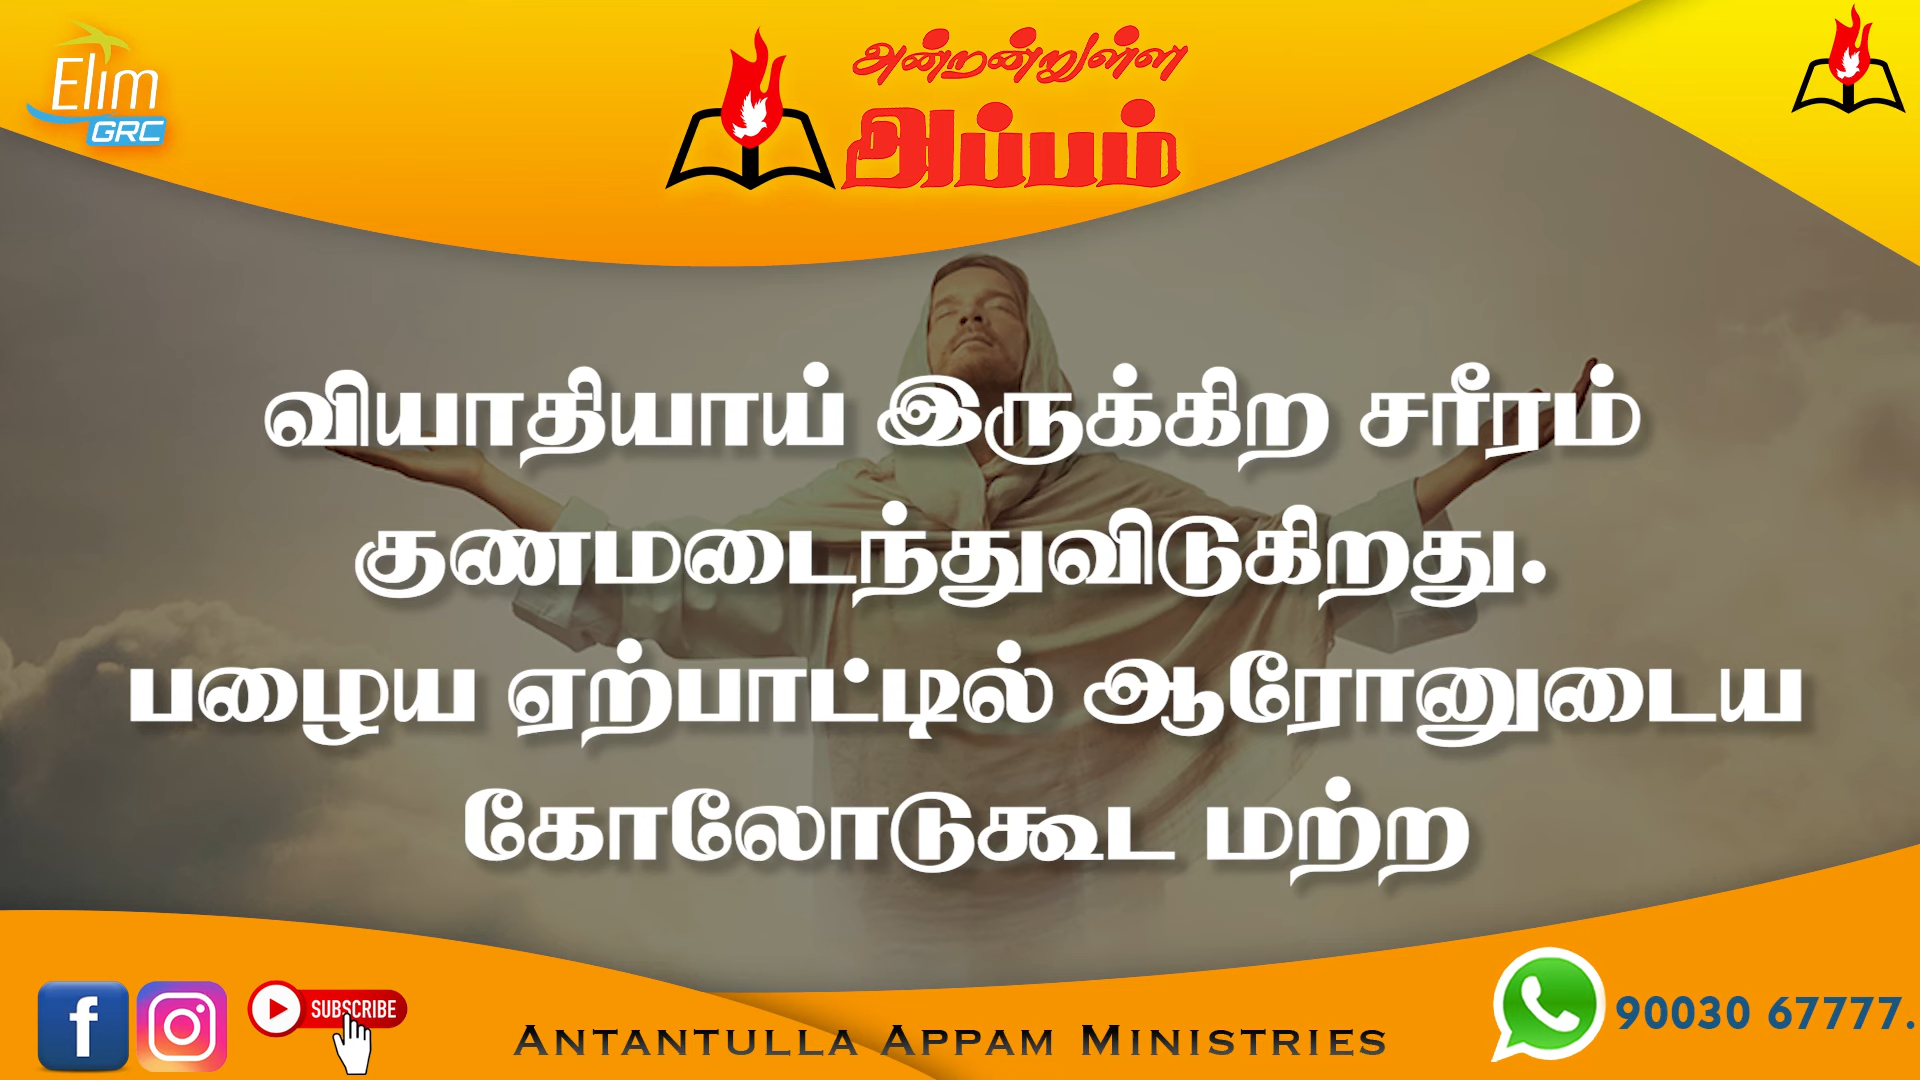 Elim
GRC
அன்றன்றுள்ள
அப்பம்
வியாதியாய் இருக்கிற சரீரம்
குணமடைந்துவிடுகிறது.
பழைய ஏற்பாட்டில் ஆரோனுடைய
கோலோடுகூட மற்ற
f
SUBSCRIBE
ANTANTULLA APPAM MINISTRIES
90003 67777.